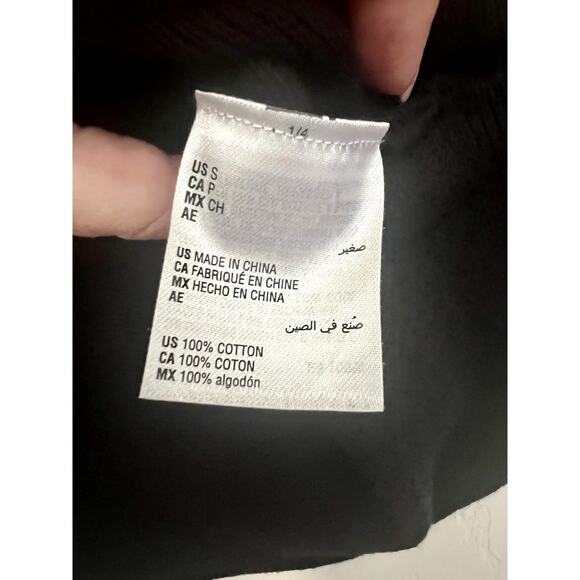 1/4
US S
CA P
MX CH
AE
صغير
US MADE IN CHINA
CA FABRIQUÉ EN CHINE
MX HECHO EN CHINA
AE
صُنع في الصين
US 100% COTTON
CA 100% COTON
MX 100% algodón